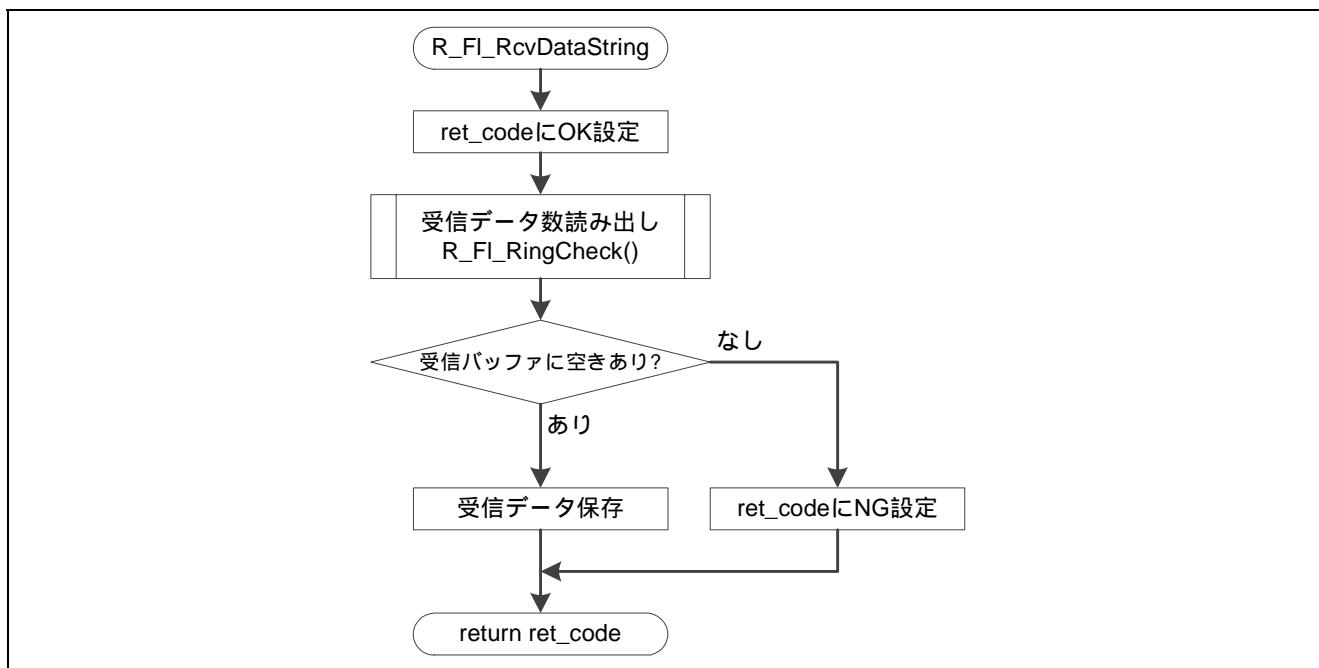 R_Fl_RcvDataString
ret_codeにOK設定
受信データ数読み出し
R_Fl_RingCheck()
受信バッファに空きあり?
なし
あり
受信データ保存
ret_codeにNG設定
return ret_code